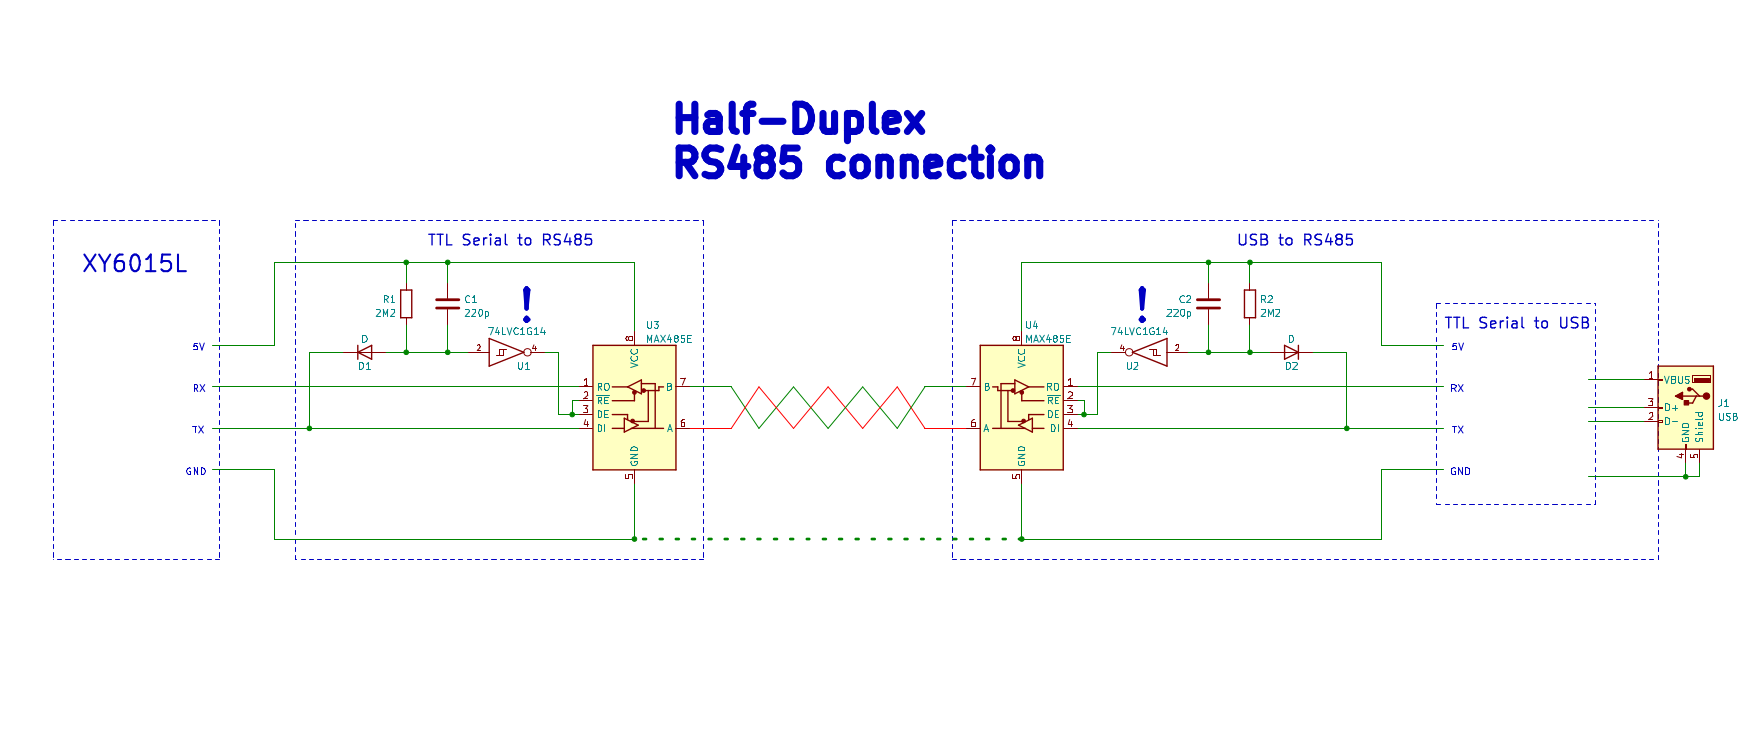 Half-Duplex
RS485 connection
XY6015L
5V
RX
TX
GND
TTL Serial to RS485
R1
2M2
C1
220p
!
74LVC1G14
D
D1
2
4
U1
U3
MAX485E
8
VCC
1
RO
B
7
2
RE
3
DE
4
DI
A
6
GND
5
USB to RS485
U4
MAX485E
8
VCC
7
B
RO
1
RE
2
DE
3
6
A
DI
4
GND
5
!
74LVC1G14
4
2
U2
C2
220p
R2
2M2
D
D2
TTL Serial to USB
5V
RX
TX
GND
1
VBUS
3
D+
2
D-
GND
Shield
4
5
J1
USB